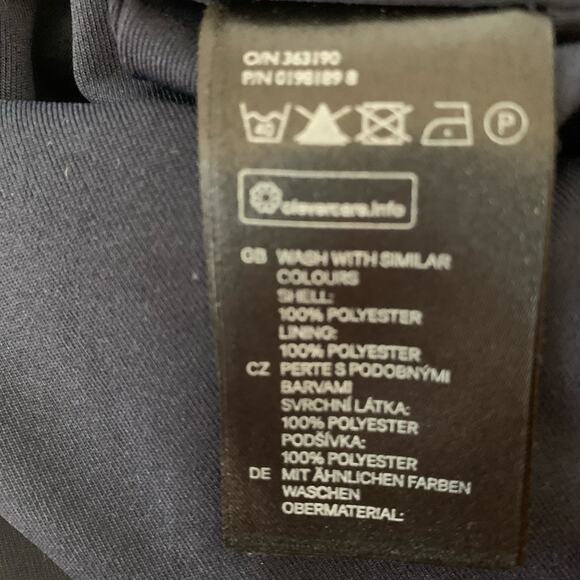 O/N 363190
P/N 0198189 8
40 P
clevercare.info
GB WASH WITH SIMILAR
COLOURS
SHELL:
100% POLYESTER
LINING:
100% POLYESTER
CZ PERTE S PODOBNÝMI
BARVAMI
SVRCHNÍ LÁTKA:
100% POLYESTER
PODŠÍVKA:
100% POLYESTER
DE MIT ÄHNLICHEN FARBEN
WASCHEN
OBERMATERIAL: